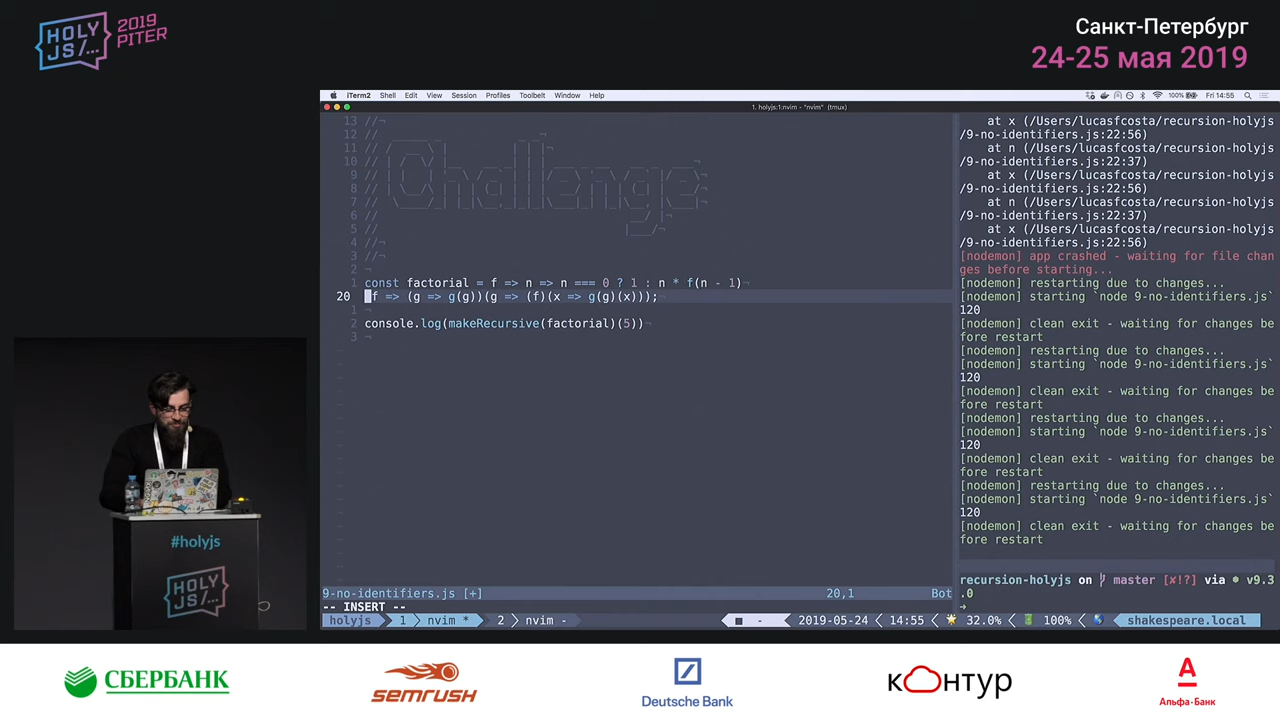 HOLY
JS/...
2019
PITER
Санкт-Петербург
24-25 мая 2019
iTerm2 Shell Edit View Session Profiles Toolbelt Window Help
100% Fri 14:55
1. holyjs:1:nvim - "nvim" (tmux)
13 //¬
12 //
11 //
10 //
9 //
8 //
7 //
6 //
5 //
4 //¬
3 //¬
2 ¬
Challenge
1 const factorial = f => n => n === 0 ? 1 : n * f(n - 1)¬
20 f => (g => g(g))(g => (f)(x => g(g)(x)));¬
1 ¬
2 console.log(makeRecursive(factorial)(5))¬
3 ¬
9-no-identifiers.js [+] 20,1 Bot
-- INSERT --
holyjs 1 nvim * 2 nvim - - 2019-05-24 14:55 32.0% 100% shakespeare.local
at x (/Users/lucasfcosta/recursion-holyjs
/9-no-identifiers.js:22:56)
at n (/Users/lucasfcosta/recursion-holyjs
/9-no-identifiers.js:22:37)
at x (/Users/lucasfcosta/recursion-holyjs
/9-no-identifiers.js:22:56)
at n (/Users/lucasfcosta/recursion-holyjs
/9-no-identifiers.js:22:37)
at x (/Users/lucasfcosta/recursion-holyjs
/9-no-identifiers.js:22:56)
[nodemon] app crashed - waiting for file chan
ges before starting...
[nodemon] restarting due to changes...
[nodemon] starting `node 9-no-identifiers.js`
120
[nodemon] clean exit - waiting for changes be
fore restart
[nodemon] restarting due to changes...
[nodemon] starting `node 9-no-identifiers.js`
120
[nodemon] clean exit - waiting for changes be
fore restart
[nodemon] restarting due to changes...
[nodemon] starting `node 9-no-identifiers.js`
120
[nodemon] clean exit - waiting for changes be
fore restart
[nodemon] restarting due to changes...
[nodemon] starting `node 9-no-identifiers.js`
120
[nodemon] clean exit - waiting for changes be
fore restart
recursion-holyjs on master [✘!?] via v9.3
.0
#holyjs
HOLY
JS/...
СБЕРБАНК
SEMRUSH
Deutsche Bank
кОнтур
А
Альфа·Банк